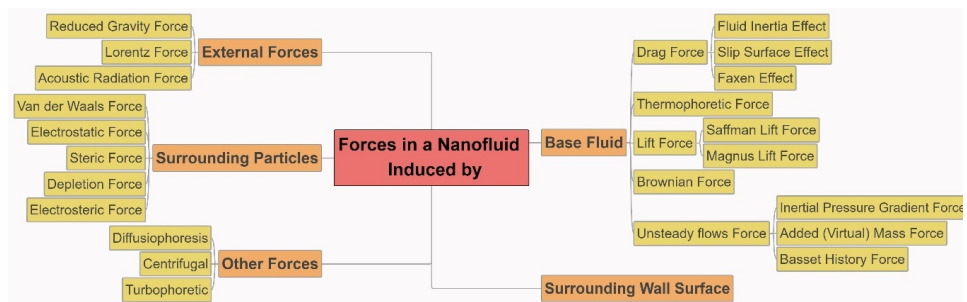 Reduced Gravity Force
Lorentz Force
Acoustic Radiation Force
External Forces
Van der Waals Force
Electrostatic Force
Steric Force
Depletion Force
Electrosteric Force
Surrounding Particles
Diffusiophoresis
Centrifugal
Turbophoretic
Other Forces
Forces in a Nanofluid
Induced by
Base Fluid
Drag Force
Fluid Inertia Effect
Slip Surface Effect
Faxen Effect
Thermophoretic Force
Lift Force
Saffman Lift Force
Magnus Lift Force
Brownian Force
Unsteady flows Force
Inertial Pressure Gradient Force
Added (Virtual) Mass Force
Basset History Force
Surrounding Wall Surface